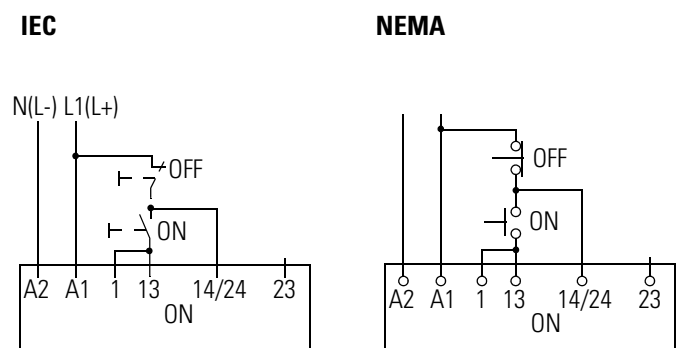 IEC NEMA
N(L-) L1(L+)
OFF OFF
ON ON
A2 A1 1 13 14/24 23 A2 A1 1 13 14/24 23
ON ON